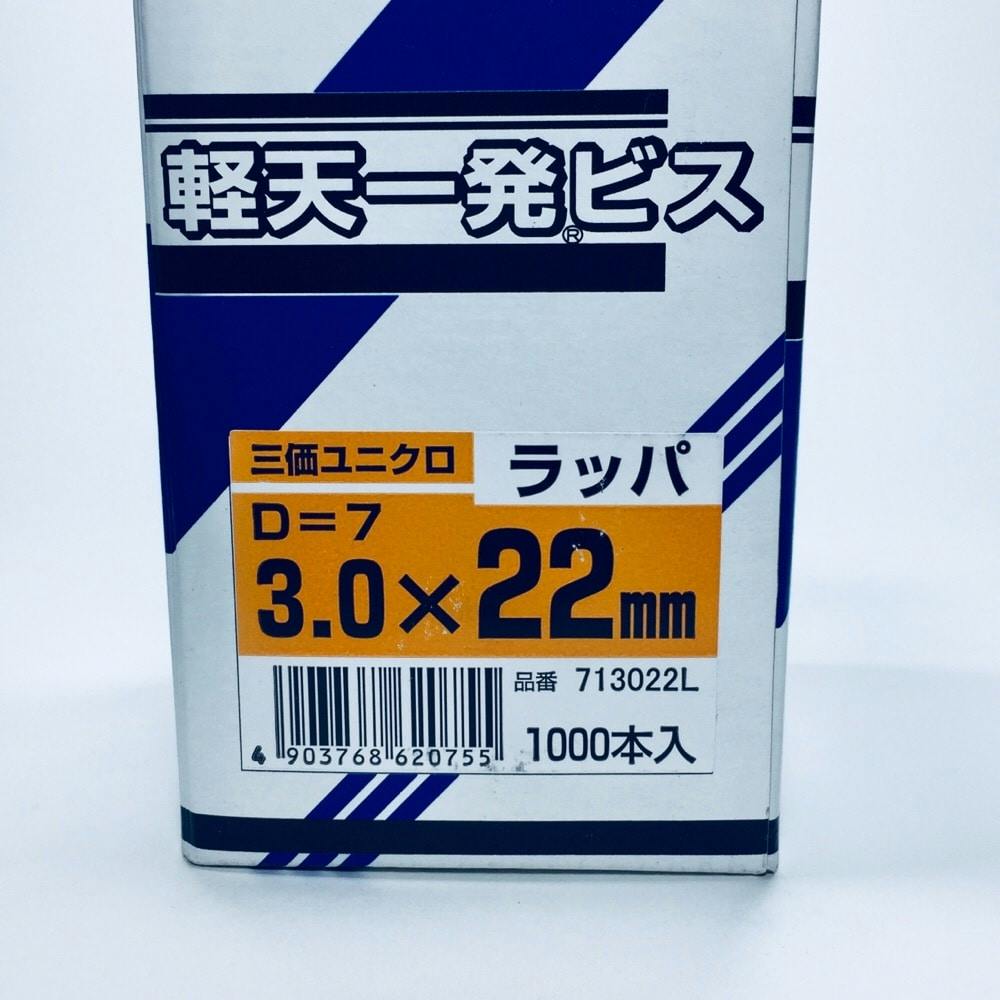 軽天一発ビス
®
三価ユニクロ
ラッパ
D=7
3.0×22mm
品番 713022L
1000本入
4 903768 620755